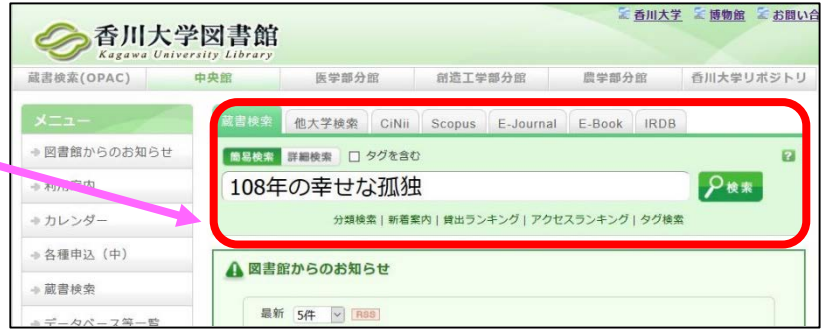 香川大学 博物館 お問い合
香川大学図書館
Kagawa University Library
蔵書検索(OPAC) 中央館 医学部分館 創造工学部分館 農学部分館 香川大学リポジトリ
メニュー
図書館からのお知らせ
利用案内
カレンダー
各種申込（中）
蔵書検索
データベース等一覧
蔵書検索 他大学検索 CiNii Scopus E-Journal E-Book IRDB
簡易検索 詳細検索 タグを含む
108年の幸せな孤独 検索
分類検索 | 新着案内 | 貸出ランキング | アクセスランキング | タグ検索
図書館からのお知らせ
最新 5件 RSS